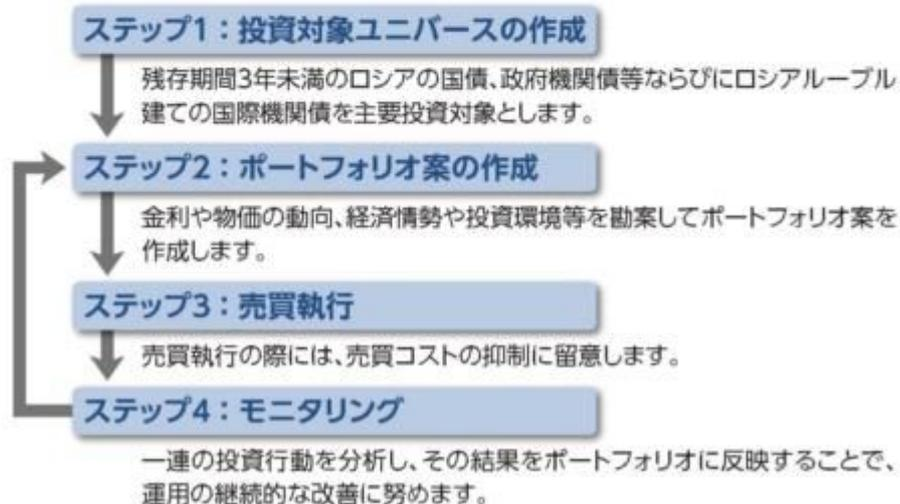 ステップ1：投資対象ユニバースの作成
残存期間3年未満のロシアの国債、政府機関債等ならびにロシアルーブル
建ての国際機関債を主要投資対象とします。
ステップ2：ポートフォリオ案の作成
金利や物価の動向、経済情勢や投資環境等を勘案してポートフォリオ案を
作成します。
ステップ3：売買執行
売買執行の際には、売買コストの抑制に留意します。
ステップ4：モニタリング
一連の投資行動を分析し、その結果をポートフォリオに反映することで、
運用の継続的な改善に努めます。